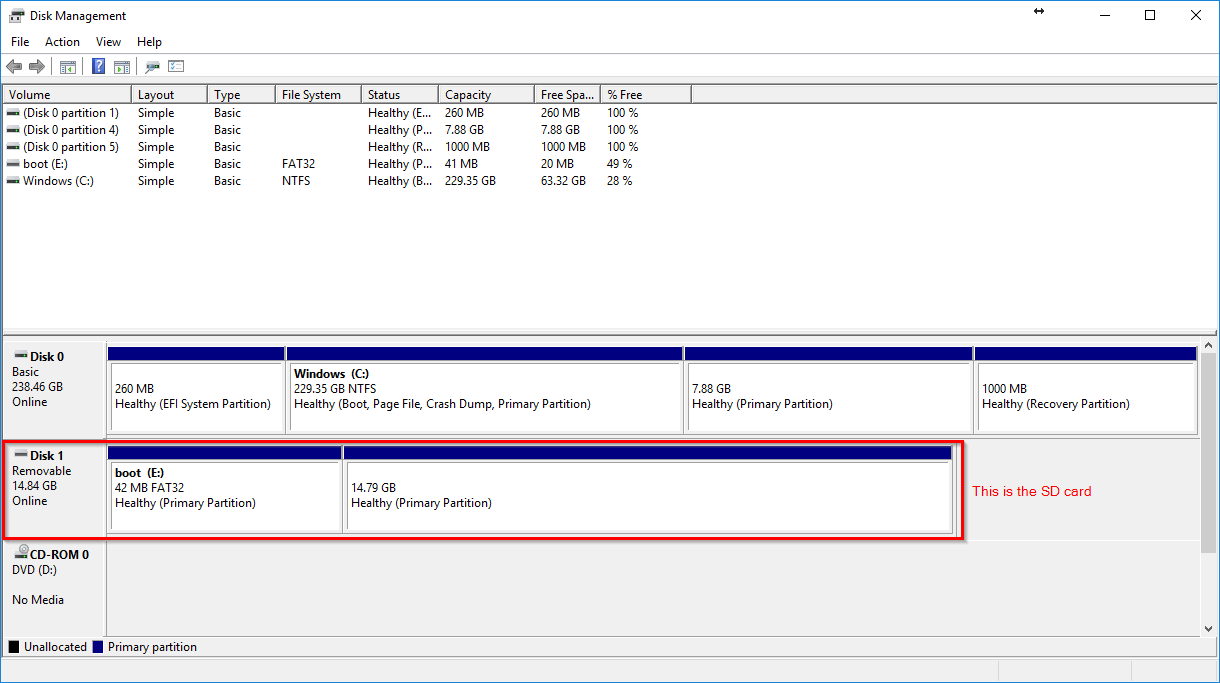 Disk Management
File Action View Help
Volume Layout Type File System Status Capacity Free Spa... % Free
(Disk 0 partition 1) Simple Basic Healthy (E... 260 MB 260 MB 100 %
(Disk 0 partition 4) Simple Basic Healthy (P... 7.88 GB 7.88 GB 100 %
(Disk 0 partition 5) Simple Basic Healthy (R... 1000 MB 1000 MB 100 %
boot (E:) Simple Basic FAT32 Healthy (P... 41 MB 20 MB 49 %
Windows (C:) Simple Basic NTFS Healthy (B... 229.35 GB 63.32 GB 28 %
Disk 0
Basic
238.46 GB
Online
260 MB
Healthy (EFI System Partition)
Windows (C:)
229.35 GB NTFS
Healthy (Boot, Page File, Crash Dump, Primary Partition)
7.88 GB
Healthy (Primary Partition)
1000 MB
Healthy (Recovery Partition)
Disk 1
Removable
14.84 GB
Online
boot (E:)
42 MB FAT32
Healthy (Primary Partition)
14.79 GB
Healthy (Primary Partition)
This is the SD card
CD-ROM 0
DVD (D:)
No Media
Unallocated Primary partition